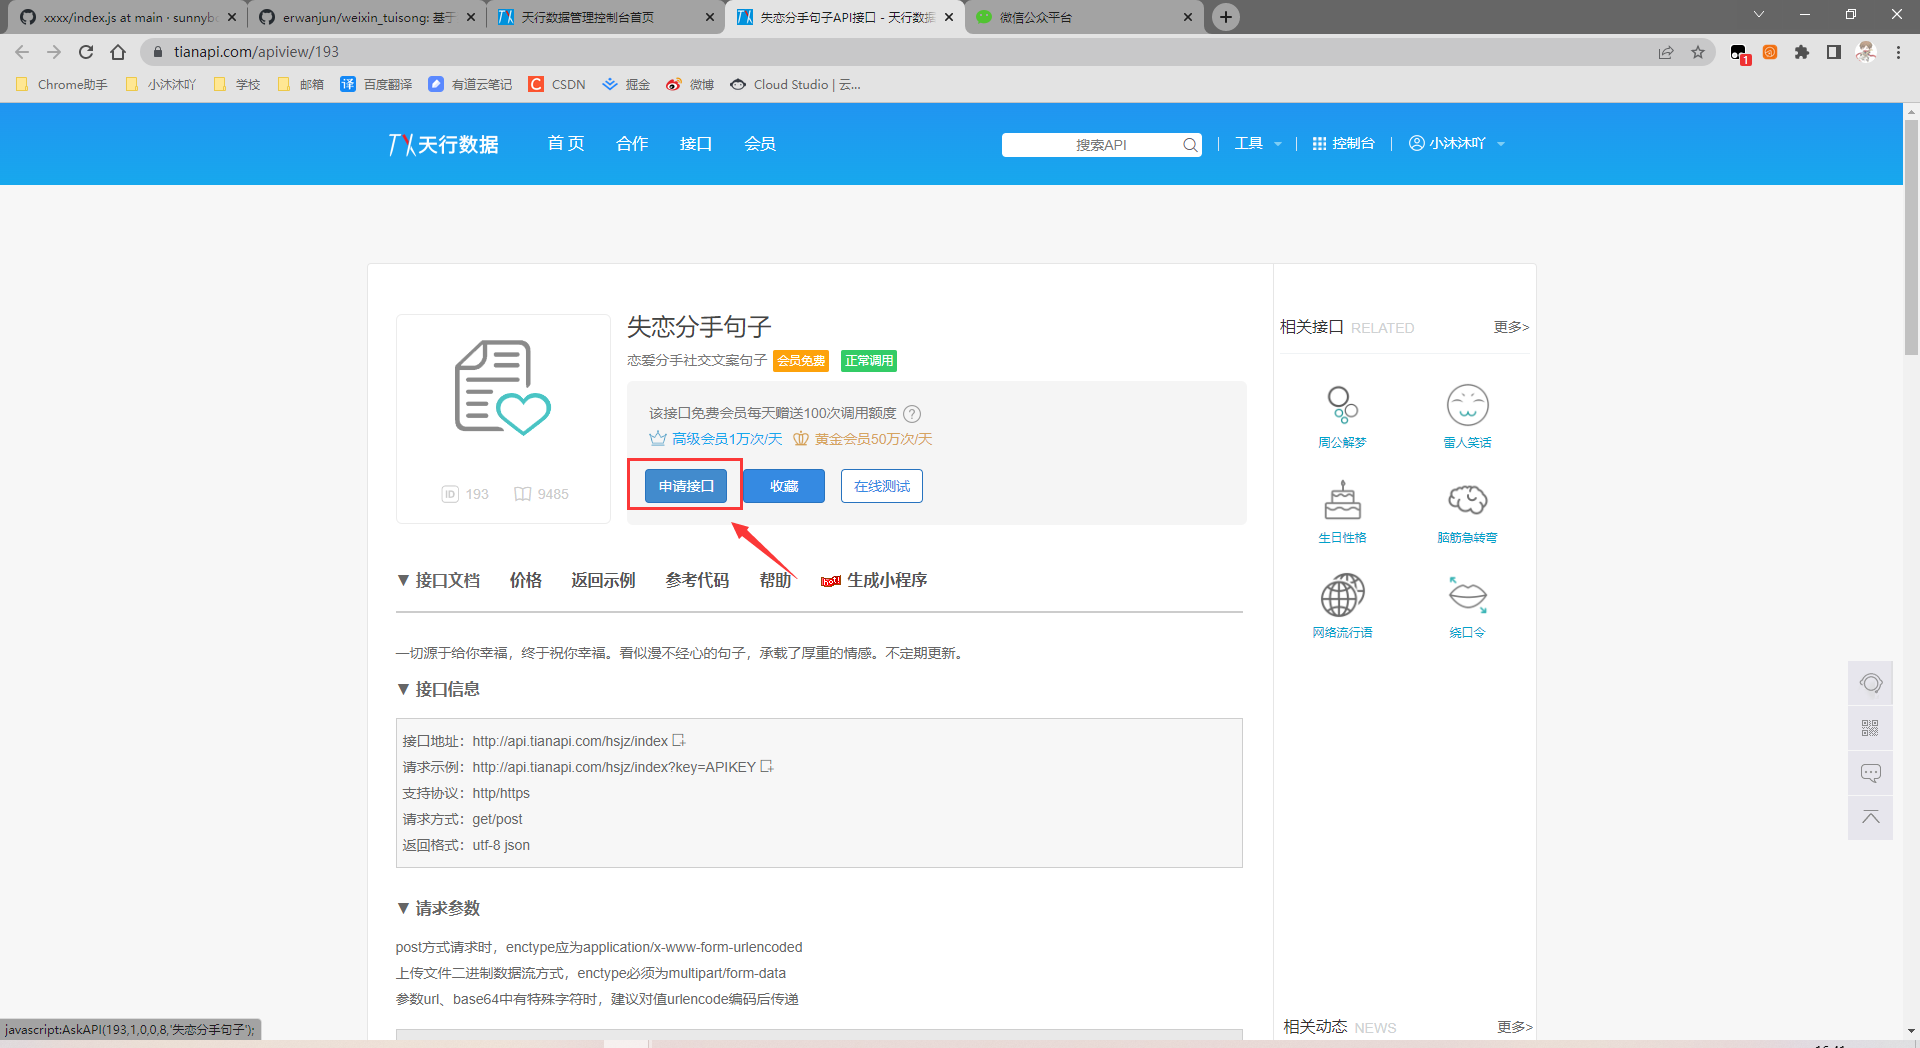 xxxx/index.js at main · sunnyb
erwanjun/weixin_tuisong: 基于
天行数据管理控制台首页
失恋分手句子API接口 - 天行数据
微信公众平台
tianapi.com/apiview/193
1
Chrome助手
小沐沐吖
学校
邮箱
译 百度翻译
有道云笔记
C CSDN
掘金
微博
Cloud Studio | 云...
TX天行数据
首 页
合作
接口
会员
搜索API
工具
控制台
小沐沐吖
失恋分手句子
恋爱分手社交文案句子 会员免费 正常调用
该接口免费会员每天赠送100次调用额度 ?
高级会员1万次/天 黄金会员50万次/天
申请接口 收藏 在线测试
ID 193 9485
▼ 接口文档 价格 返回示例 参考代码 帮助 hot! 生成小程序
一切源于给你幸福，终于祝你幸福。看似漫不经心的句子，承载了厚重的情感。不定期更新。
▼ 接口信息
接口地址：http://api.tianapi.com/hsjz/index
请求示例：http://api.tianapi.com/hsjz/index?key=APIKEY
支持协议：http/https
请求方式：get/post
返回格式：utf-8 json
▼ 请求参数
post方式请求时，enctype应为application/x-www-form-urlencoded
上传文件二进制数据流方式，enctype必须为multipart/form-data
参数url、base64中有特殊字符时，建议对值urlencode编码后传递
相关接口 RELATED 更多>
周公解梦 雷人笑话
生日性格 脑筋急转弯
网络流行语 绕口令
相关动态 NEWS 更多>
javascript:AskAPI(193,1,0,0,8,'失恋分手句子');